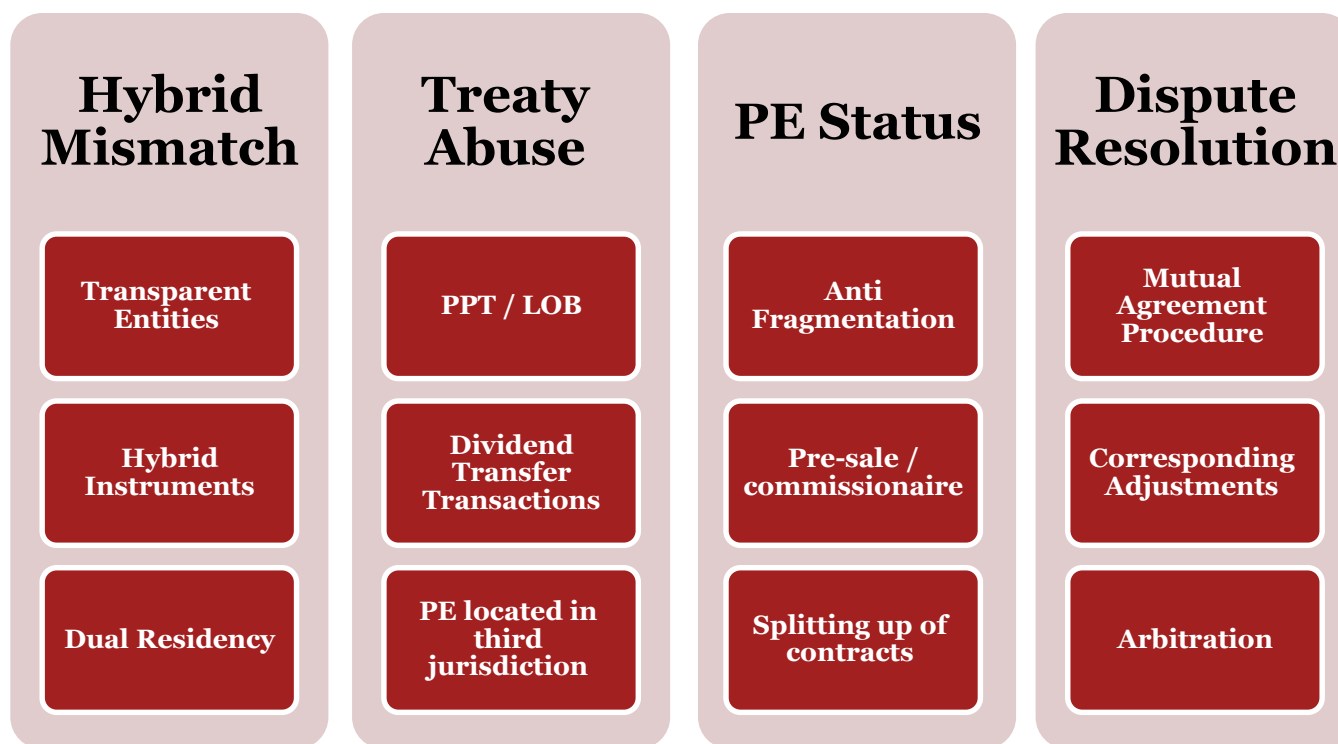 Hybrid
Mismatch
Transparent
Entities
Hybrid
Instruments
Dual Residency
Treaty
Abuse
PPT / LOB
Dividend
Transfer
Transactions
PE located in
third
jurisdiction
PE Status
Anti
Fragmentation
Pre-sale /
commissionaire
Splitting up of
contracts
Dispute
Resolution
Mutual
Agreement
Procedure
Corresponding
Adjustments
Arbitration